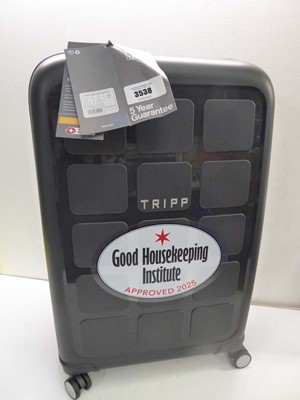 3538
5 Year
Guarantee
TRIPP
Good Housekeeping
Institute
APPROVED 2025